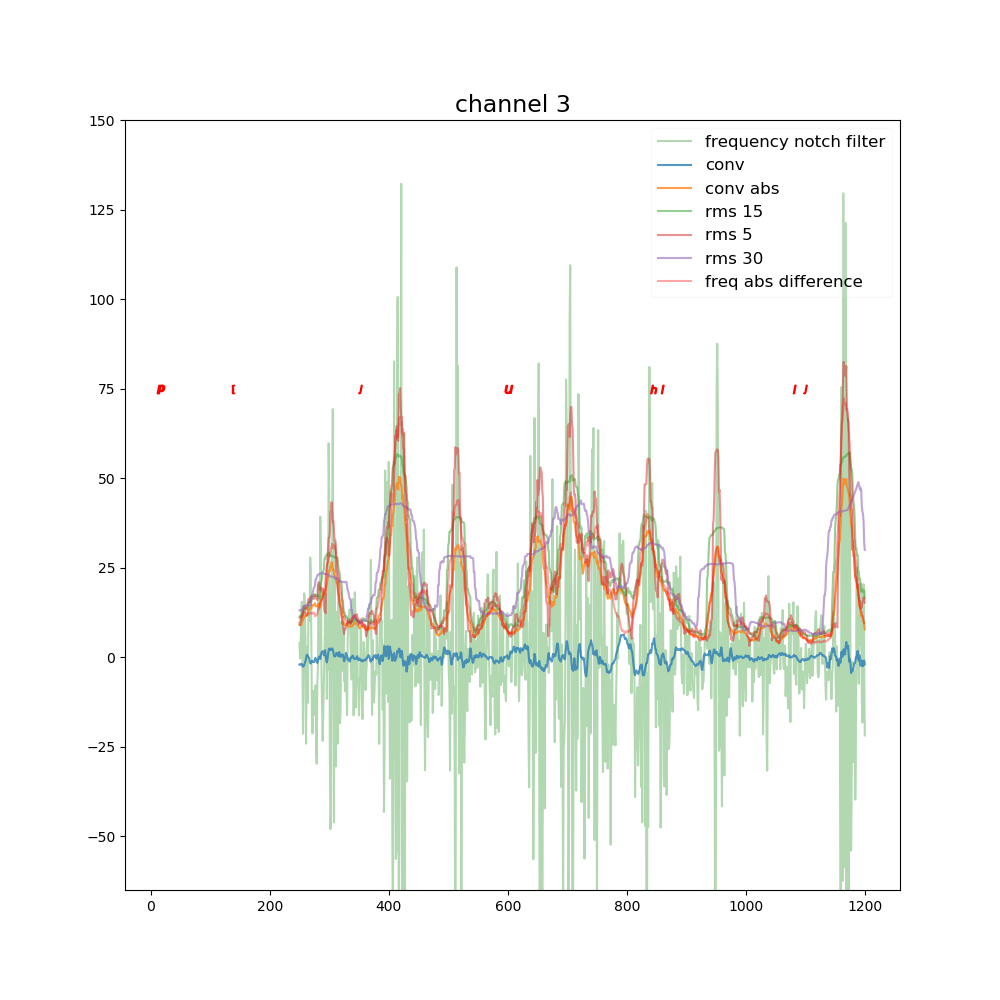 channel 3
150
frequency notch filter
conv
conv abs
rms 15
rms 5
rms 30
freq abs difference
125
100
75
p
u
h l
50
25
0
−25
−50
0 200 400 600 800 1000 1200